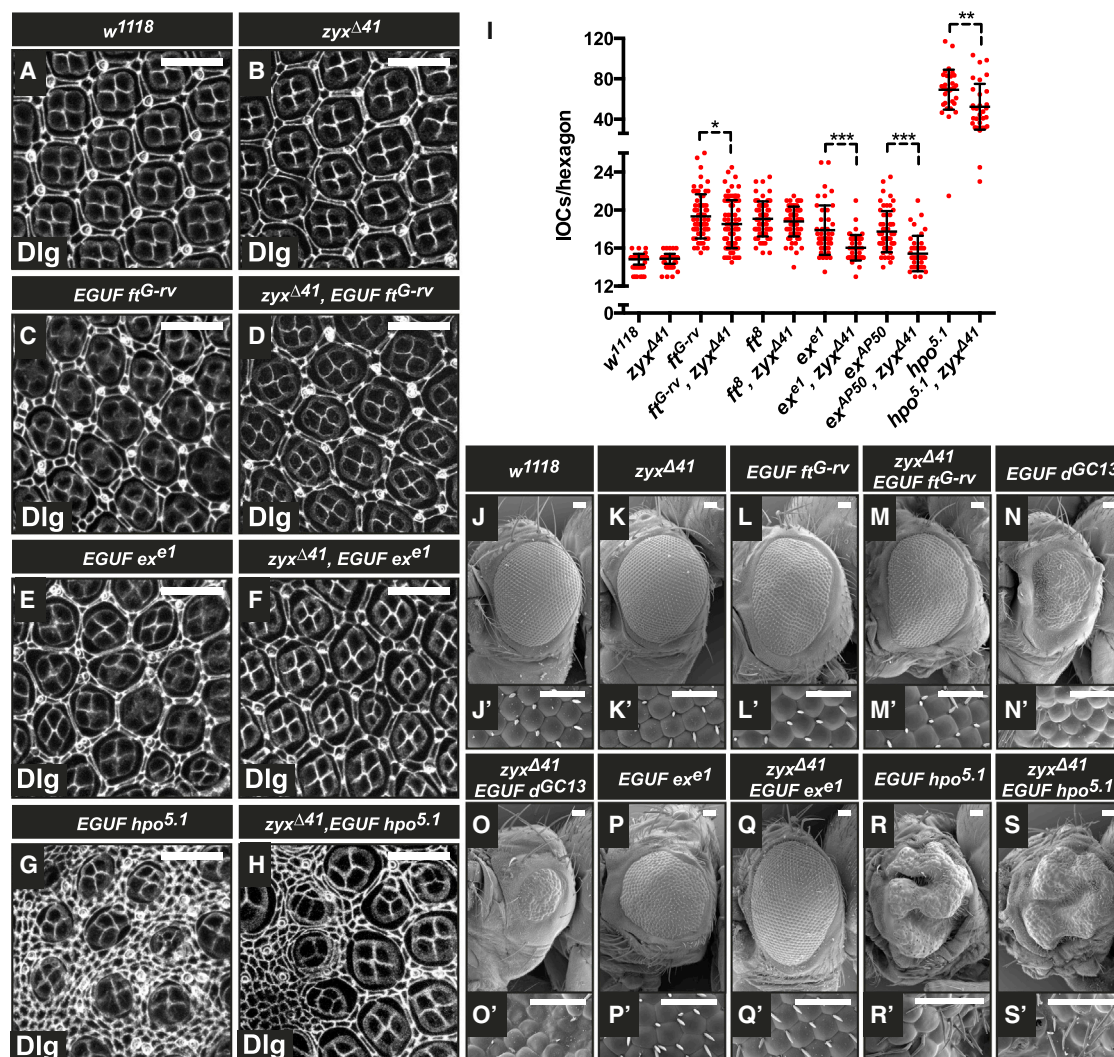 w1118
zyxΔ41
A
B
Dlg
Dlg
EGUF ftG-rv
zyxΔ41, EGUF ftG-rv
C
D
Dlg
Dlg
EGUF exe1
zyxΔ41, EGUF exe1
E
F
Dlg
Dlg
EGUF hpo5.1
zyxΔ41,EGUF hpo5.1
G
H
Dlg
Dlg
I
IOCs/hexagon
120
80
40
24
20
16
12
0
*
***
***
**
w1118
zyxΔ41
ftG-rv
ftG-rv , zyxΔ41
ft8
ft8 , zyxΔ41
exe1
exe1 , zyxΔ41
exAP50
exAP50 , zyxΔ41
hpo5.1
hpo5.1 , zyxΔ41
w1118
zyxΔ41
EGUF ftG-rv
zyxΔ41
EGUF ftG-rv
EGUF dGC13
J
K
L
M
N
J'
K'
L'
M'
N'
zyxΔ41
EGUF dGC13
EGUF exe1
zyxΔ41
EGUF exe1
EGUF hpo5.1
zyxΔ41
EGUF hpo5.1
O
P
Q
R
S
O'
P'
Q'
R'
S'